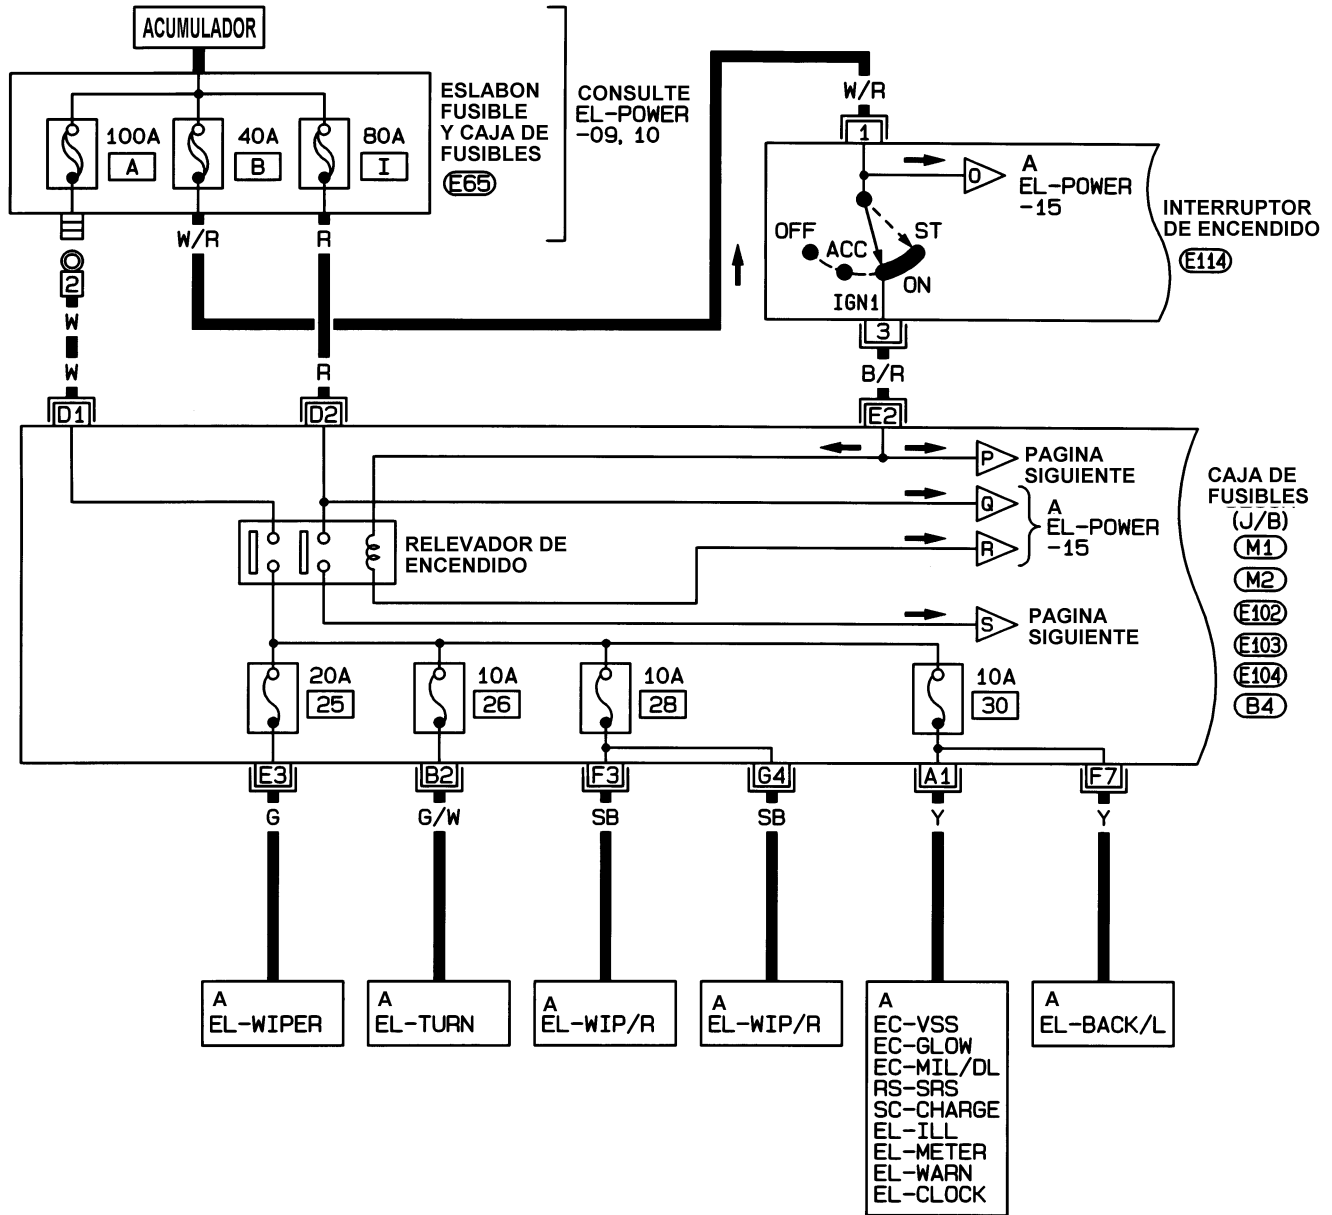 ACUMULADOR
100A
A
40A
B
80A
I
ESLABON
FUSIBLE
Y CAJA DE
FUSIBLES
E65
CONSULTE
EL-POWER
-09, 10
W/R
1
O
A
EL-POWER
-15
OFF
ACC
ST
ON
IGN1
INTERRUPTOR
DE ENCENDIDO
E114
3
B/R
W/R
R
2
W
W
R
D1
D2
E2
P
PAGINA
SIGUIENTE
Q
R
A
EL-POWER
-15
S
PAGINA
SIGUIENTE
RELEVADOR DE
ENCENDIDO
CAJA DE
FUSIBLES
(J/B)
M1
M2
E102
E103
E104
B4
20A
25
10A
26
10A
28
10A
30
E3
B2
F3
G4
A1
F7
G
G/W
SB
SB
Y
Y
A
EL-WIPER
A
EL-TURN
A
EL-WIP/R
A
EL-WIP/R
A
EC-VSS
EC-GLOW
EC-MIL/DL
RS-SRS
SC-CHARGE
EL-ILL
EL-METER
EL-WARN
EL-CLOCK
A
EL-BACK/L